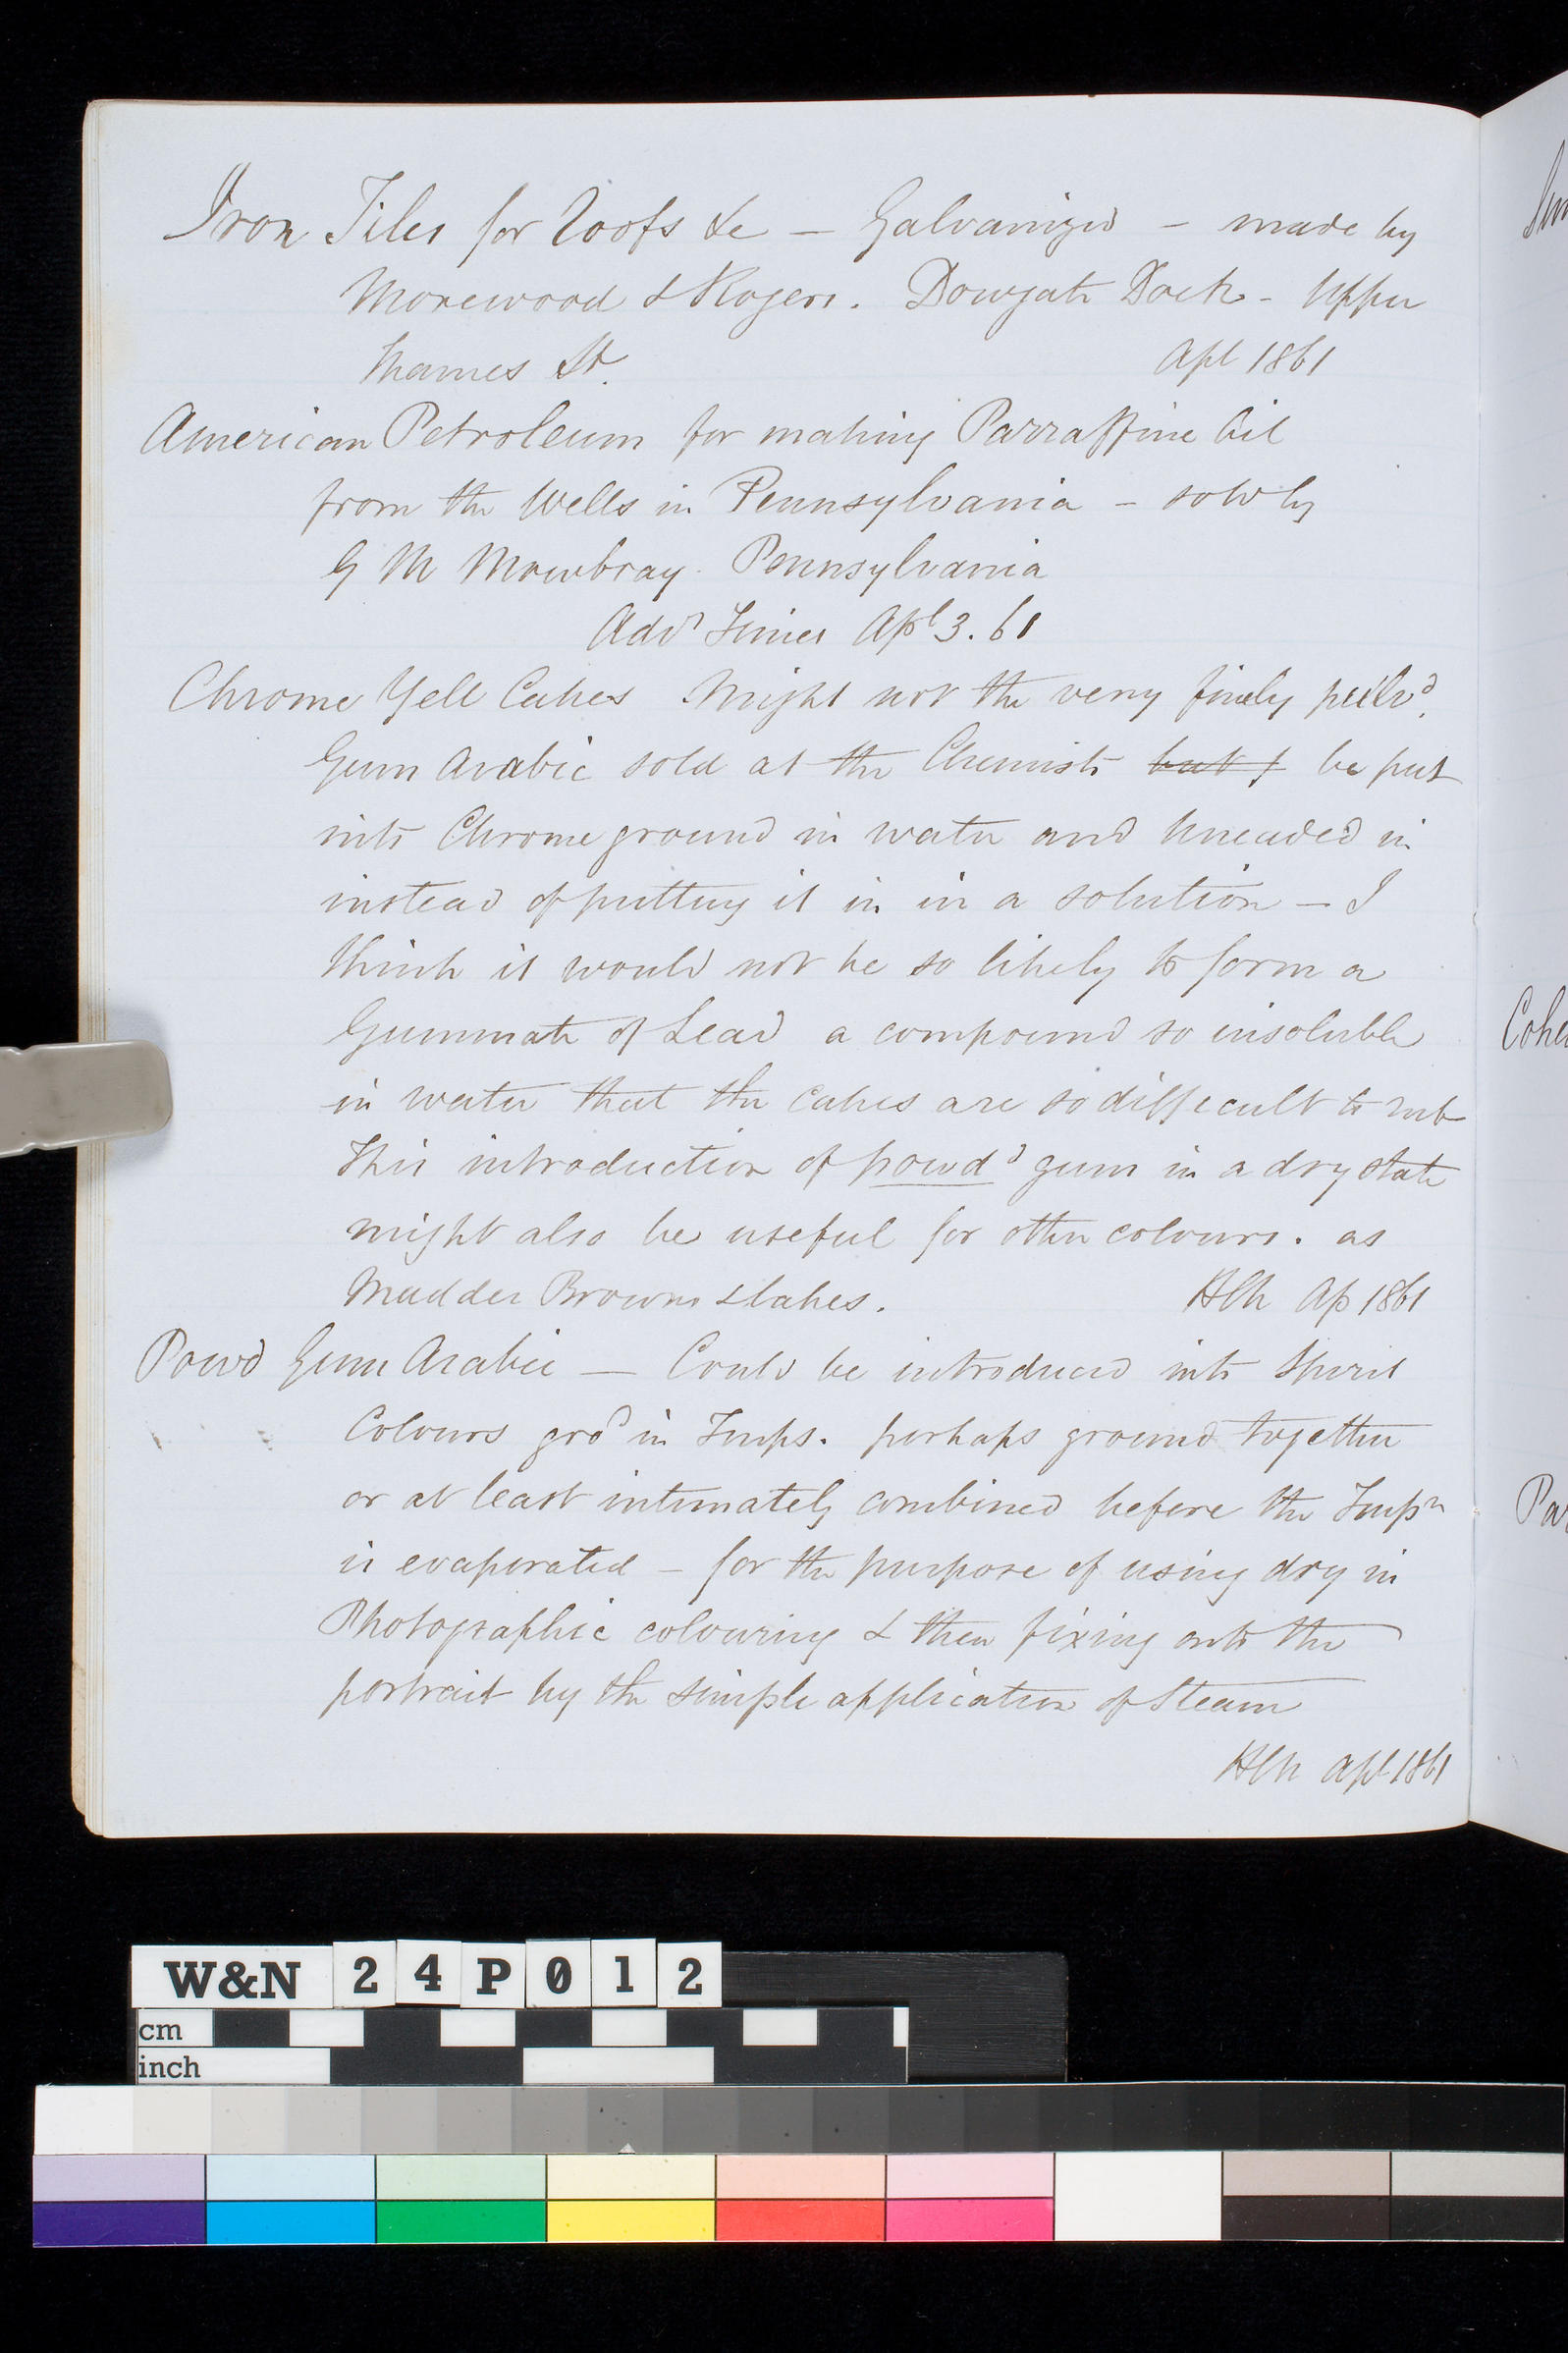 Iron Tiles for Roofs &c — Galvanized — made by
Morewood & Rogers. Dowgate Dock - Upper
Thames St.
Apl 1861
American Petroleum for making Parraffine Oil
from the Wells in Pennsylvania - sold by
G M Mowbray. Pennsylvania
Advt Times Apl 3. 61
Chrome Yell Cakes Might not the very finely pulvd.
Gum Arabic sold at the Chemists but f be put
into Chrome ground in water and kneaded in
instead of putting it in in a solution — I
think it would not be so likely to form a
Gummate of Lead a compound so insoluble
in water that the cakes are so difficult to rub
This introduction of powdd gum in a dry state
might also be useful for other colours. as
Madder Browns & lakes.
HCN Ap 1861
Powd Gum Arabic — Could be introduced into Spirit
Colours grd in Turps. perhaps ground together
or at least intimately combined before the Turpn
is evaporated - for the purpose of using dry in
Photographic colouring & then fixing onto the
portrait by the simple application of Steam
HCN Apl 1861
Cohe
Pa
W&N 24P012
cm
inch